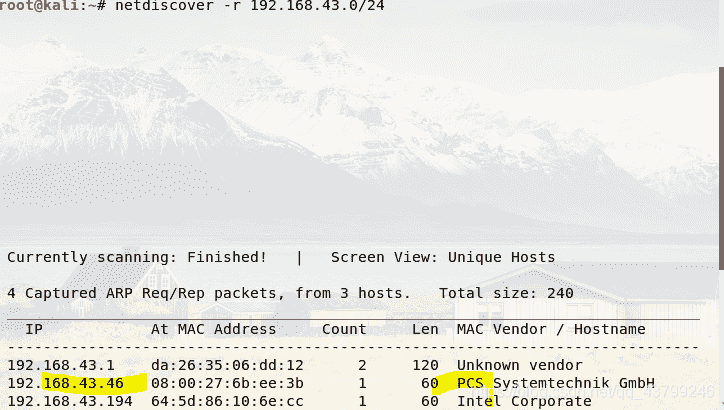 root@kali:~# netdiscover -r 192.168.43.0/24
Currently scanning: Finished!   |   Screen View: Unique Hosts
4 Captured ARP Req/Rep packets, from 3 hosts.   Total size: 240
IP            At MAC Address     Count     Len  MAC Vendor / Hostname
-----------------------------------------------------------------------------
192.168.43.1    da:26:35:06:dd:12      2     120  Unknown vendor
192.168.43.46   08:00:27:6b:ee:3b      1      60  PCS Systemtechnik GmbH
192.168.43.194  64:5d:86:10:6e:cc      1      60  Intel Corporate